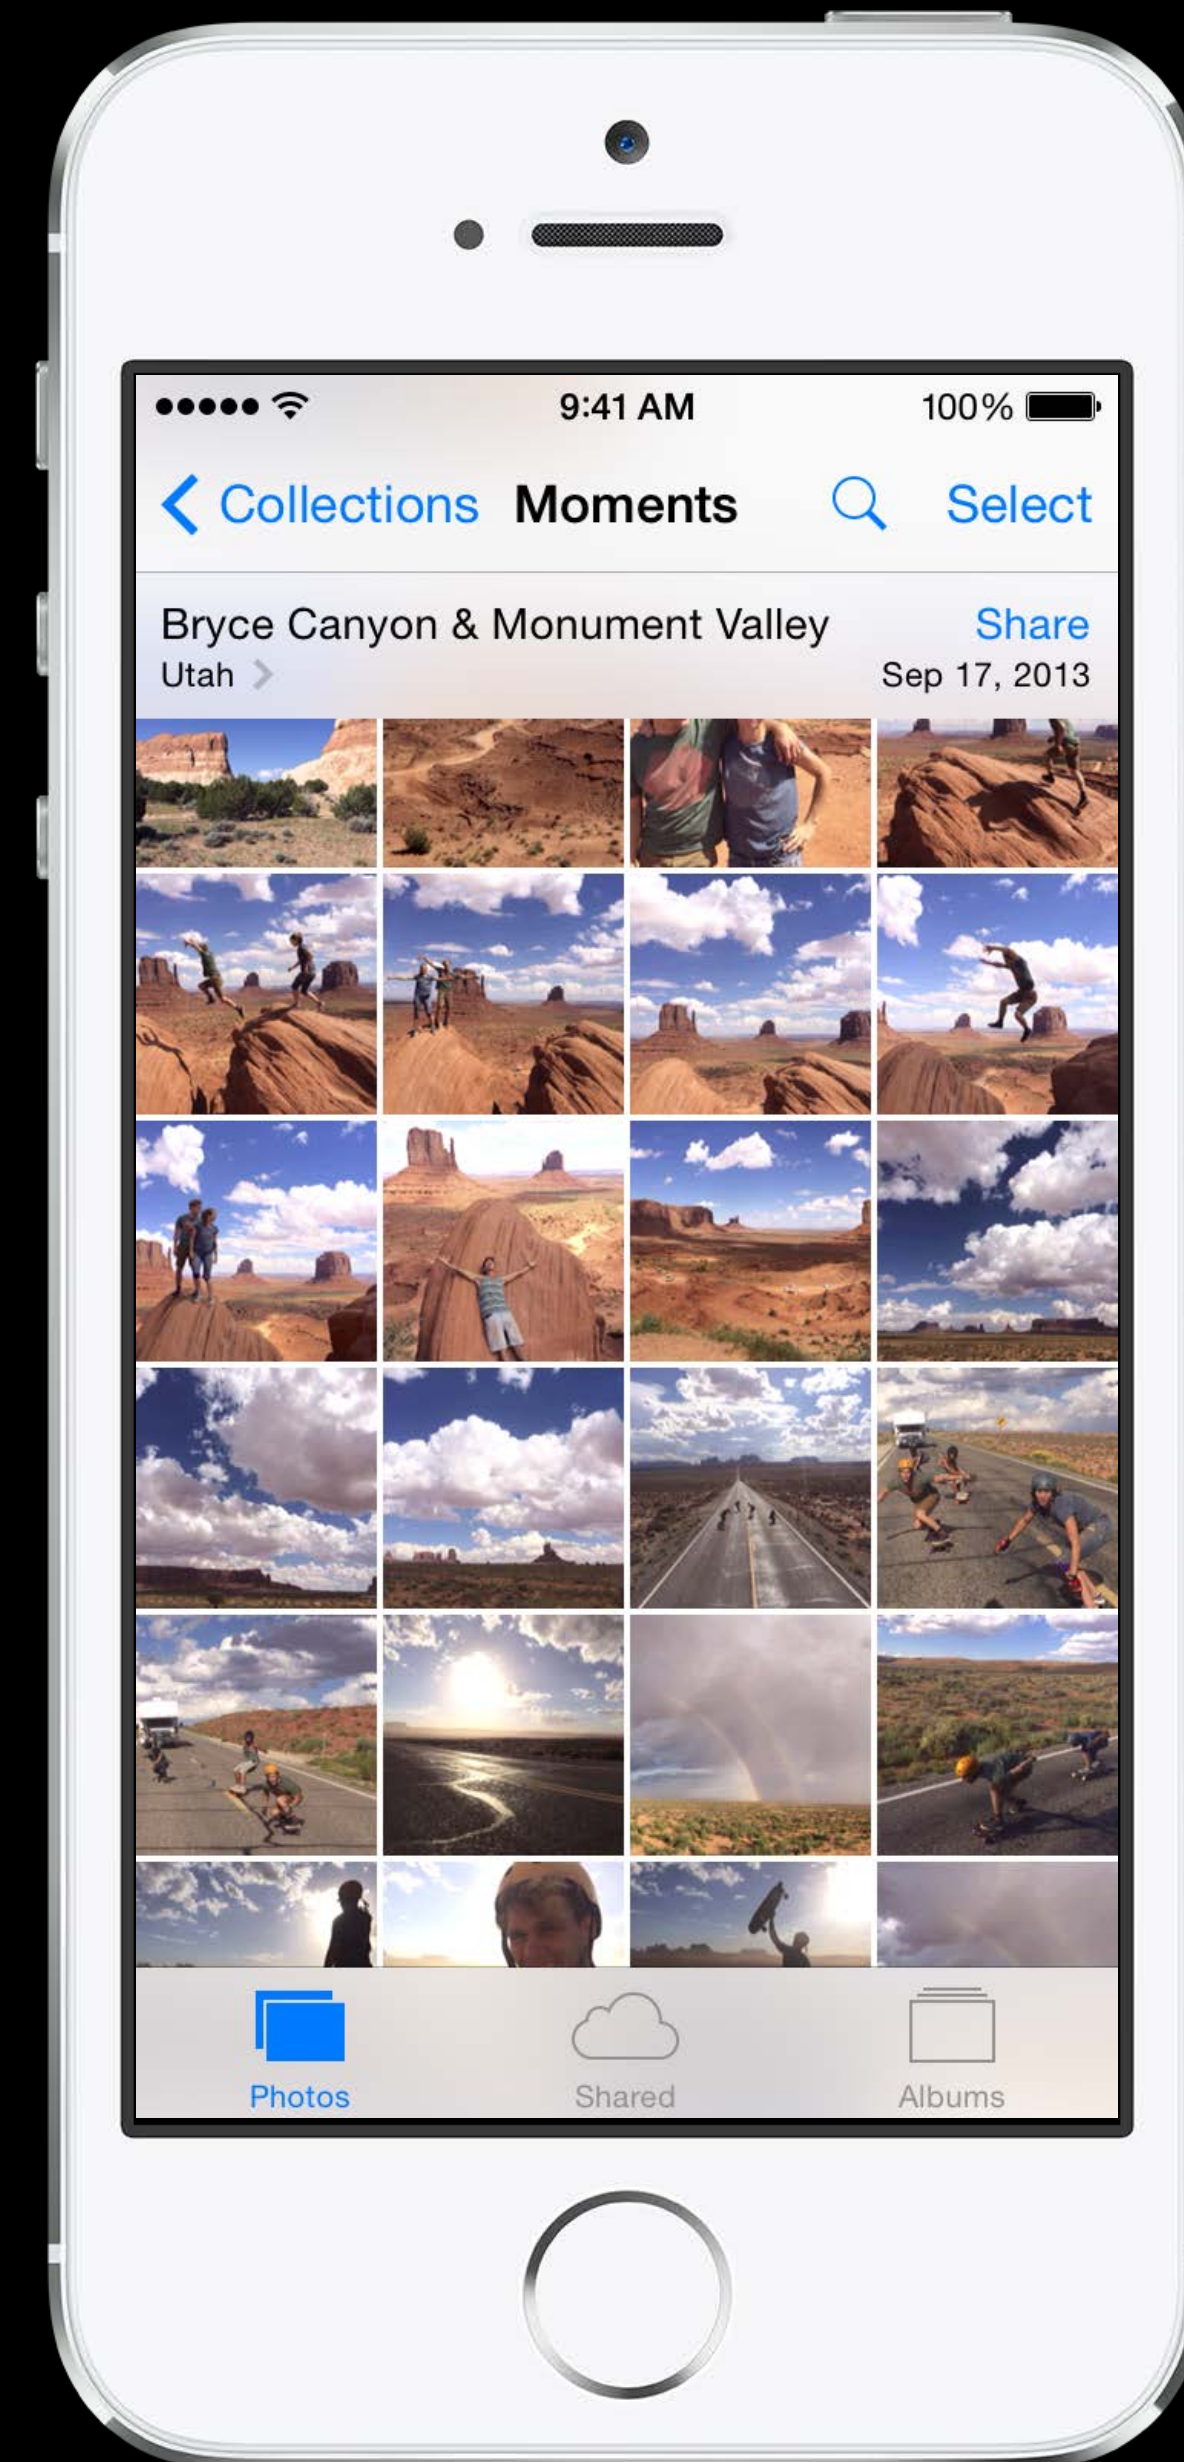 9:41 AM 100%
Collections Moments Select
Bryce Canyon & Monument Valley Share
Utah Sep 17, 2013
Photos Shared Albums